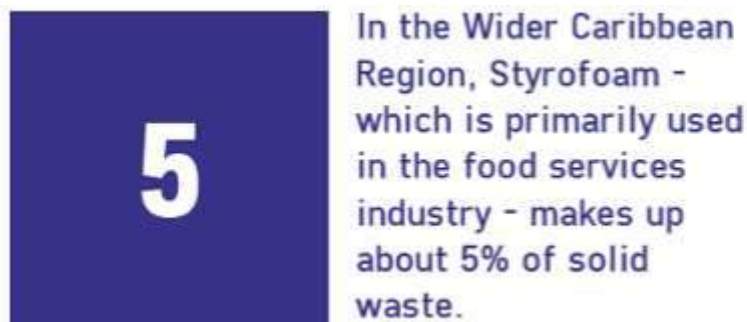 5
In the Wider Caribbean
Region, Styrofoam -
which is primarily used
in the food services
industry - makes up
about 5% of solid
waste.